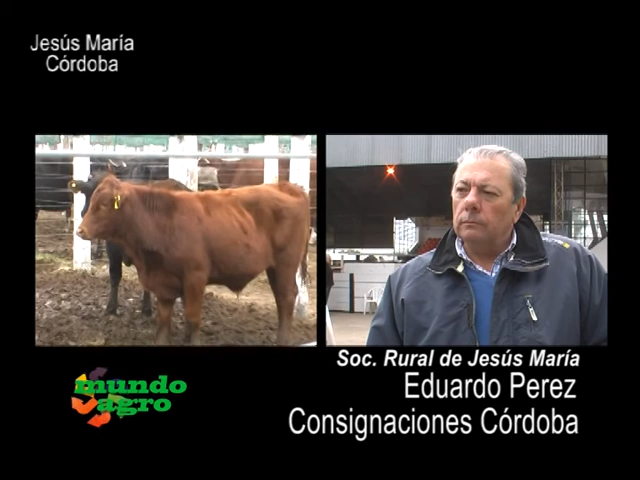 Jesús María
Córdoba
Soc. Rural de Jesús María
Eduardo Perez
Consignaciones Córdoba
mundo
agro